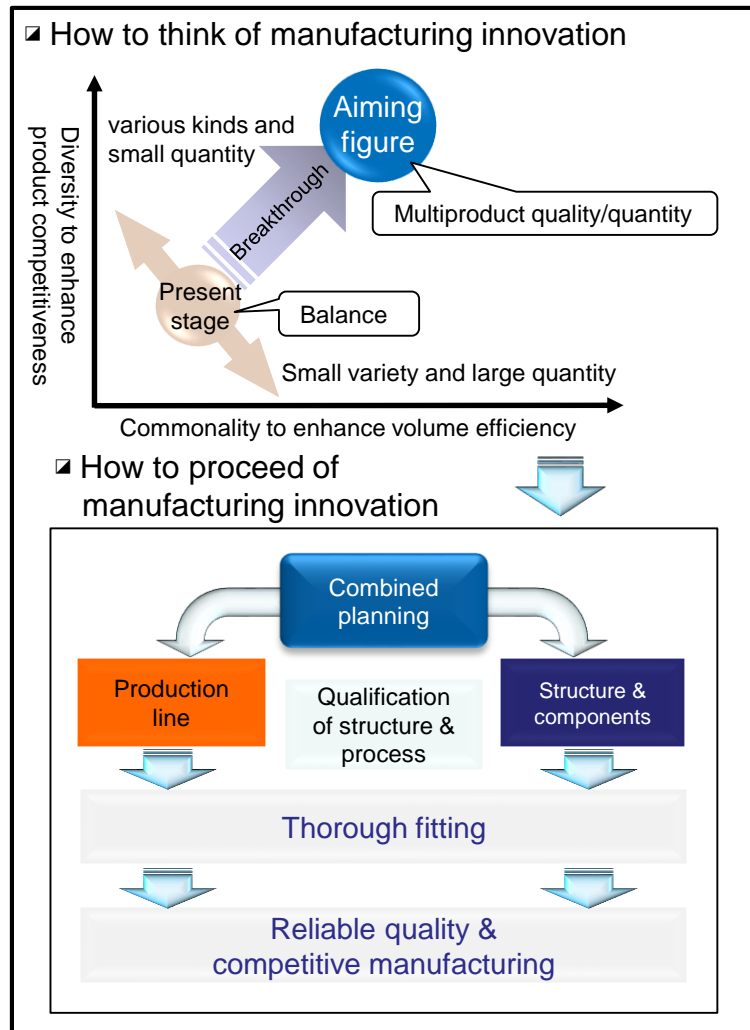 How to think of manufacturing innovation
Diversity to enhance
product competitiveness
various kinds and
small quantity
Aiming
figure
Breakthrough
Multiproduct quality/quantity
Present
stage
Balance
Small variety and large quantity
Commonality to enhance volume efficiency
How to proceed of
manufacturing innovation
Combined
planning
Production
line
Qualification
of structure &
process
Structure &
components
Thorough fitting
Reliable quality &
competitive manufacturing